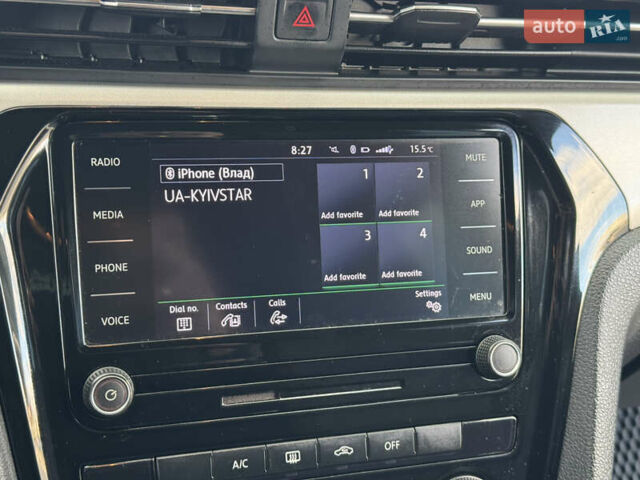 auto RIA .com
8:27 15.5°C
RADIO
MEDIA
PHONE
VOICE
iPhone (Влад)
UA-KYIVSTAR
1 2
Add favorite Add favorite
3 4
Add favorite Add favorite
Dial no. Contacts Calls Settings
MUTE
APP
SOUND
MENU
A/C OFF